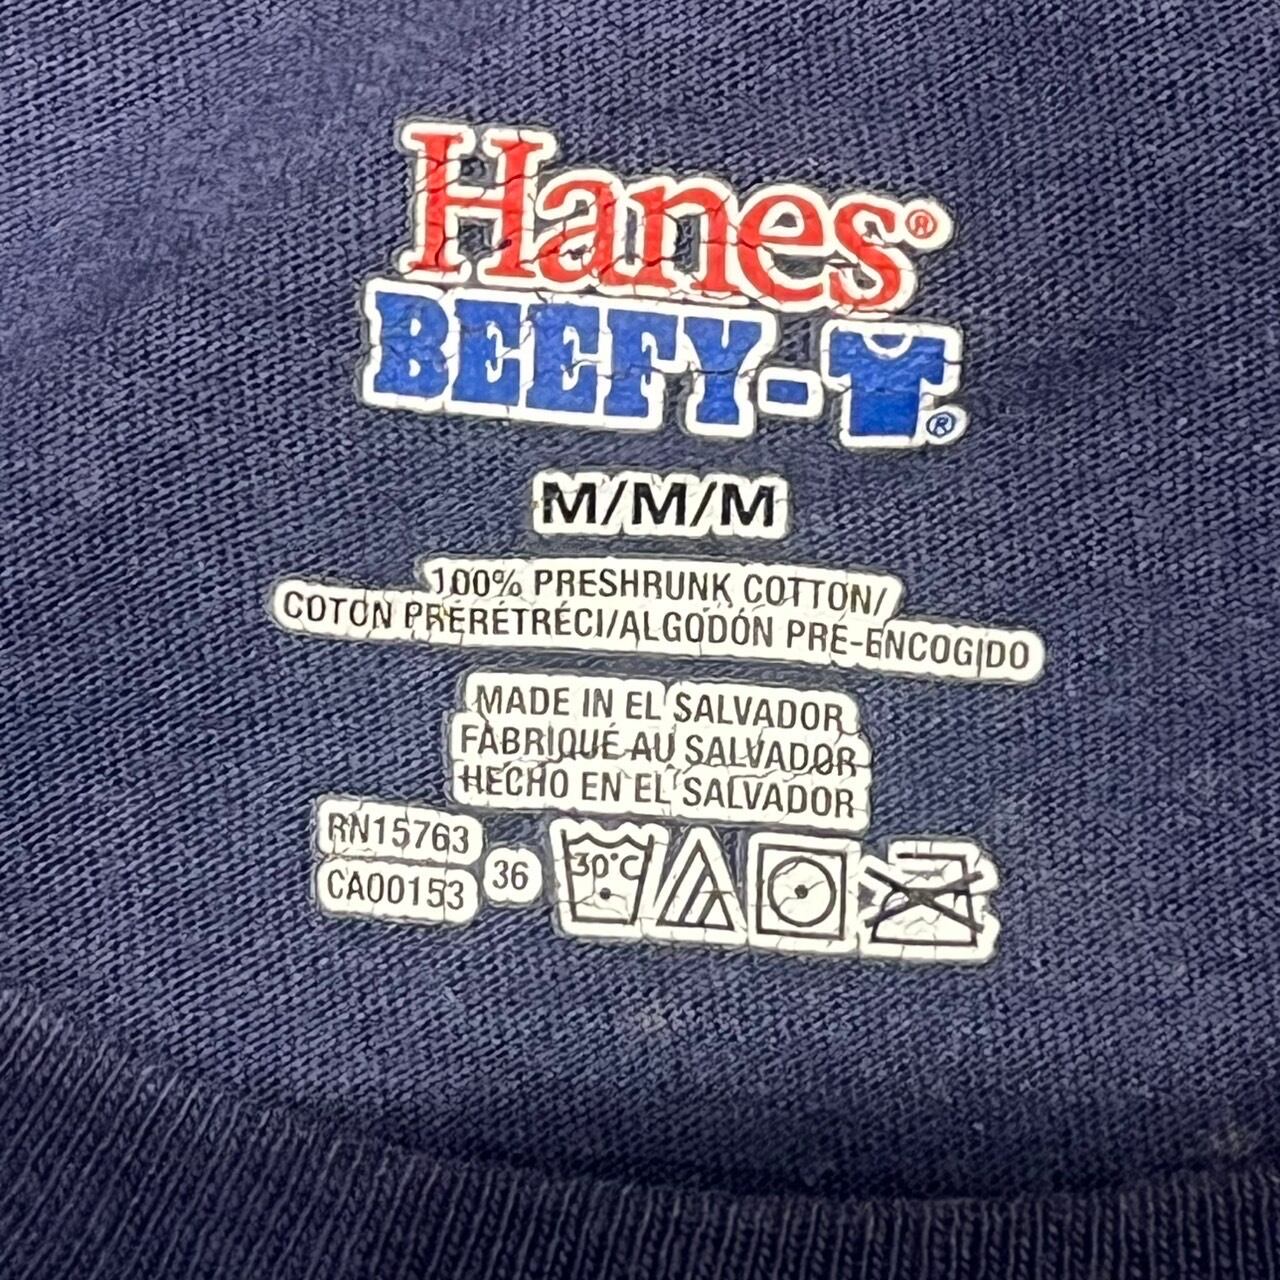 Hanes®
BEEFY-T®
M/M/M
100% PRESHRUNK COTTON/
COTON PRÉRÉTRÉCI/ALGODÓN PRE-ENCOGIDO
MADE IN EL SALVADOR
FABRIQUÉ AU SALVADOR
HECHO EN EL SALVADOR
RN15763
CA00153
36
30°C